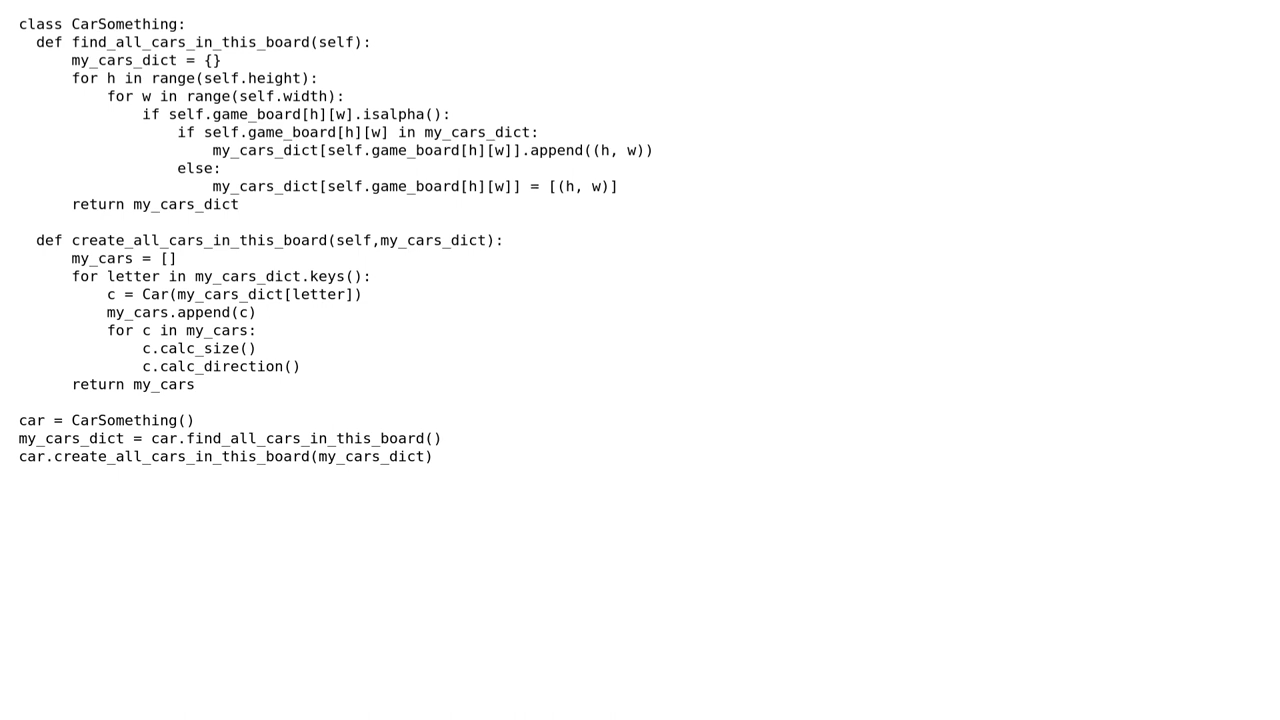 class CarSomething:
  def find_all_cars_in_this_board(self):
      my_cars_dict = {}
      for h in range(self.height):
          for w in range(self.width):
              if self.game_board[h][w].isalpha():
                  if self.game_board[h][w] in my_cars_dict:
                      my_cars_dict[self.game_board[h][w]].append((h, w))
                  else:
                      my_cars_dict[self.game_board[h][w]] = [(h, w)]
      return my_cars_dict

  def create_all_cars_in_this_board(self,my_cars_dict):
      my_cars = []
      for letter in my_cars_dict.keys():
          c = Car(my_cars_dict[letter])
          my_cars.append(c)
          for c in my_cars:
              c.calc_size()
              c.calc_direction()
      return my_cars

car = CarSomething()
my_cars_dict = car.find_all_cars_in_this_board()
car.create_all_cars_in_this_board(my_cars_dict)